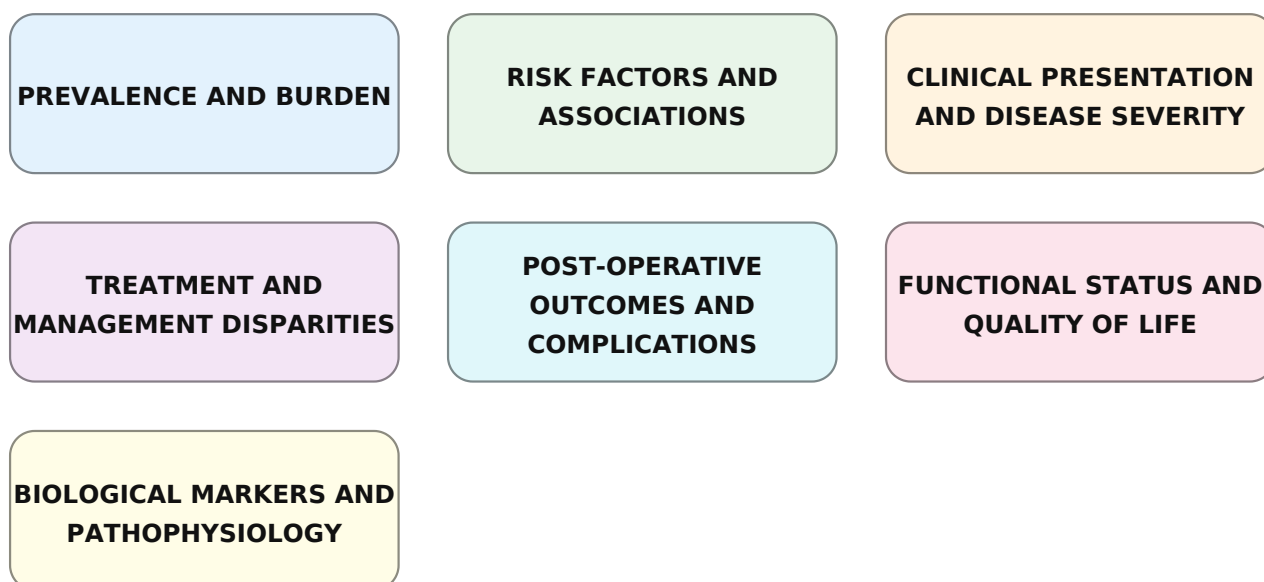 PREVALENCE AND BURDEN
RISK FACTORS AND
ASSOCIATIONS
CLINICAL PRESENTATION
AND DISEASE SEVERITY
TREATMENT AND
MANAGEMENT DISPARITIES
POST-OPERATIVE
OUTCOMES AND
COMPLICATIONS
FUNCTIONAL STATUS AND
QUALITY OF LIFE
BIOLOGICAL MARKERS AND
PATHOPHYSIOLOGY